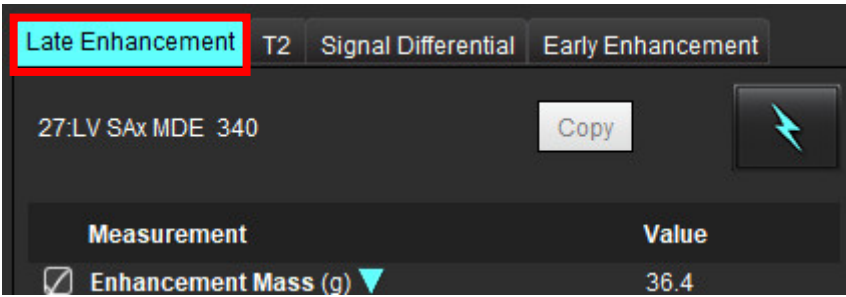 Late Enhancement T2 Signal Differential Early Enhancement
27:LV SAx MDE 340 Copy
Measurement Value
Enhancement Mass (g) 36.4